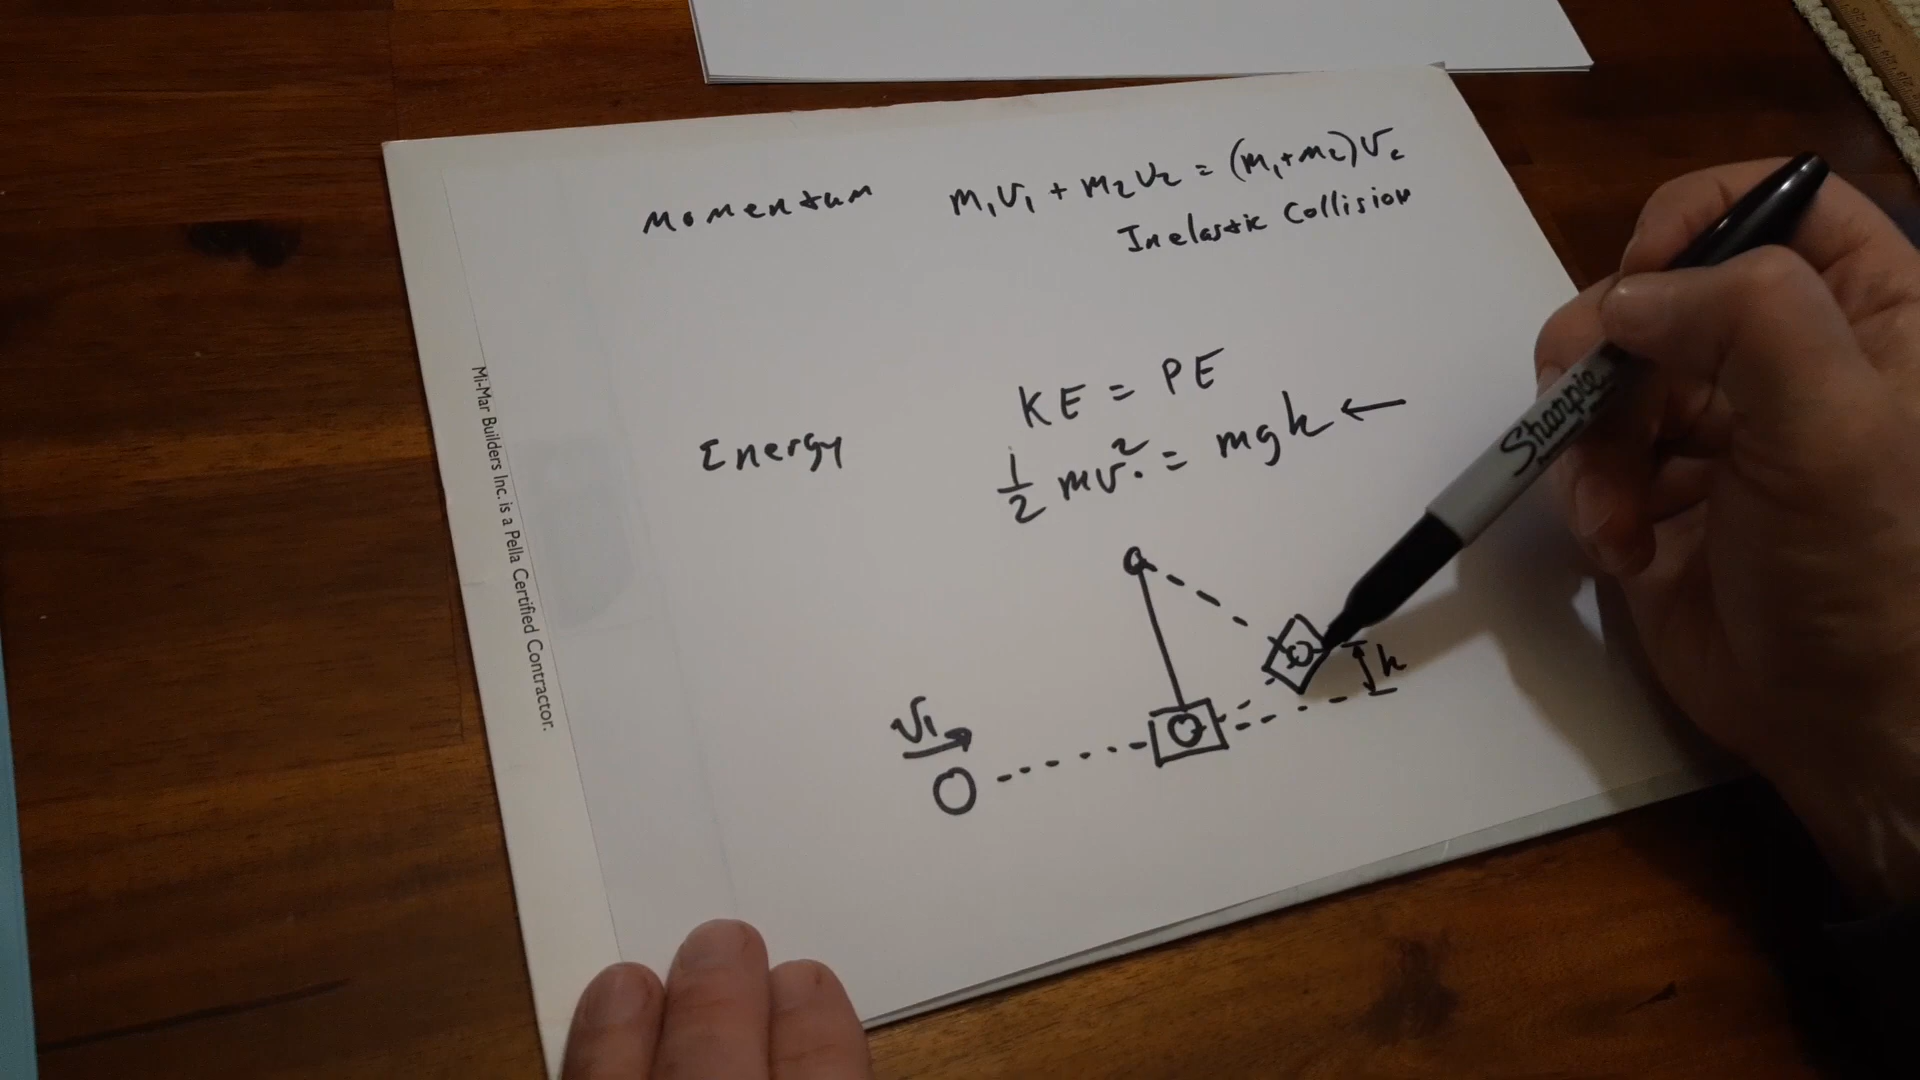 Momentum m₁v₁ + m₂v₂ = (m₁+m₂)v_c
Inelastic Collision
KE = PE
Energy
½ mv² = mgh ←
h
v₁
Mi-Mar Builders Inc. is a Pella Certified Contractor.
Sharpie